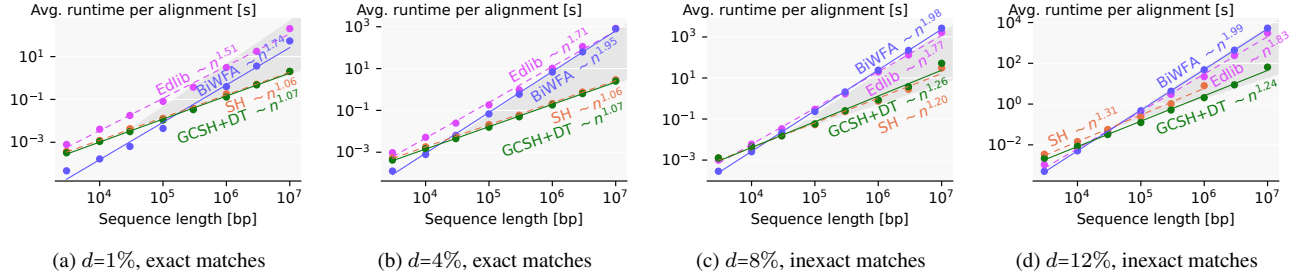 Avg. runtime per alignment [s]
10^1
10^-1
10^-3
Edlib ~ n^1.51
BiWFA ~ n^1.74
SH ~ n^1.06
GCSH+DT ~ n^1.07
10^4 10^5 10^6 10^7
Sequence length [bp]
(a) d=1%, exact matches
Avg. runtime per alignment [s]
10^3
10^1
10^-1
10^-3
Edlib ~ n^1.71
BiWFA ~ n^1.95
SH ~ n^1.06
GCSH+DT ~ n^1.07
10^4 10^5 10^6 10^7
Sequence length [bp]
(b) d=4%, exact matches
Avg. runtime per alignment [s]
10^3
10^1
10^-1
10^-3
BiWFA ~ n^1.98
Edlib ~ n^1.77
GCSH+DT ~ n^1.26
SH ~ n^1.20
10^4 10^5 10^6 10^7
Sequence length [bp]
(c) d=8%, inexact matches
Avg. runtime per alignment [s]
10^4
10^2
10^0
10^-2
BiWFA ~ n^1.99
Edlib ~ n^1.83
SH ~ n^1.31
GCSH+DT ~ n^1.24
10^4 10^5 10^6 10^7
Sequence length [bp]
(d) d=12%, inexact matches